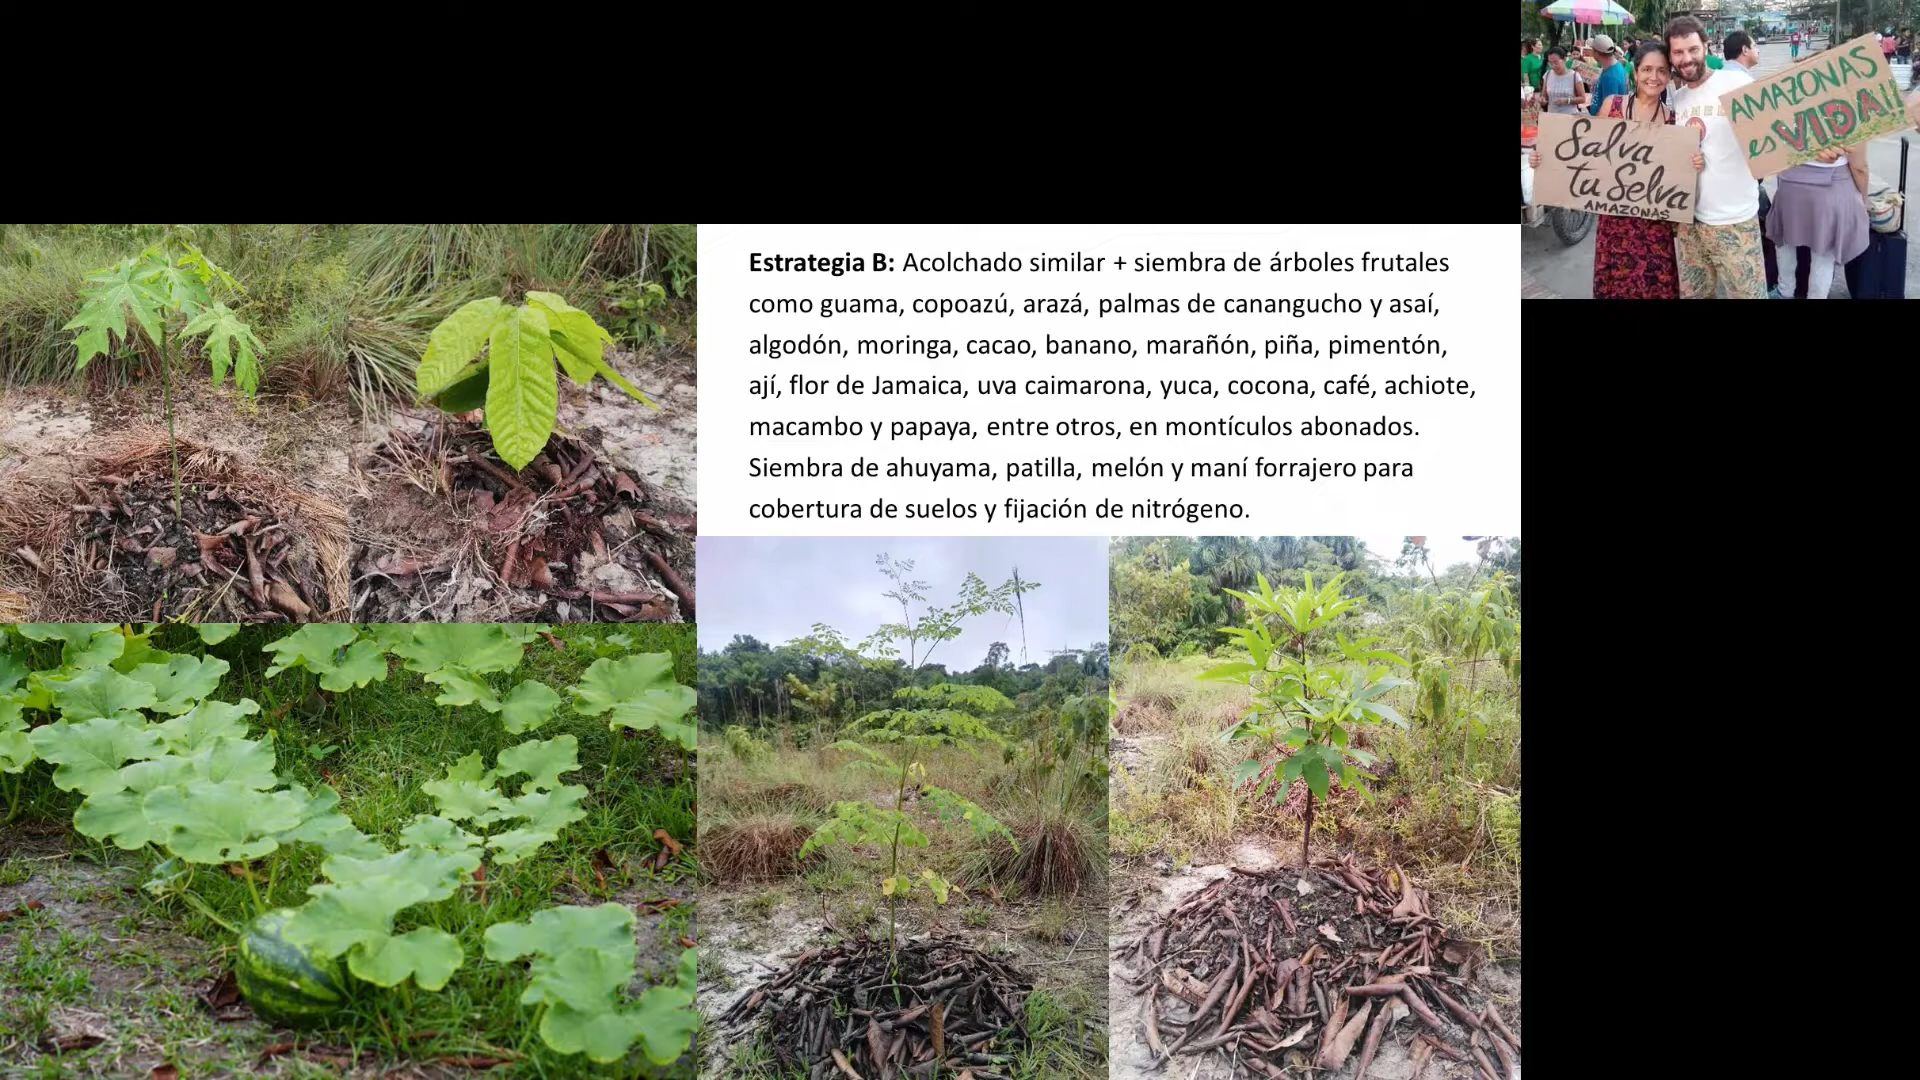 Estrategia B: Acolchado similar + siembra de árboles frutales
como guama, copoazú, arazá, palmas de canangucho y asaí,
algodón, moringa, cacao, banano, marañón, piña, pimentón,
ají, flor de Jamaica, uva caimarona, yuca, cocona, café, achiote,
macambo y papaya, entre otros, en montículos abonados.
Siembra de ahuyama, patilla, melón y maní forrajero para
cobertura de suelos y fijación de nitrógeno.
Salva
tu Selva
AMAZONAS
AMAZONAS
es VIDA!!